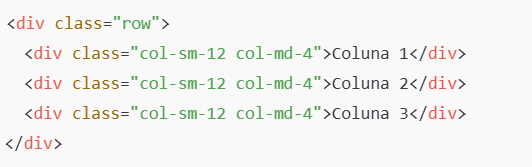 <div class="row">
  <div class="col-sm-12 col-md-4">Coluna 1</div>
  <div class="col-sm-12 col-md-4">Coluna 2</div>
  <div class="col-sm-12 col-md-4">Coluna 3</div>
</div>